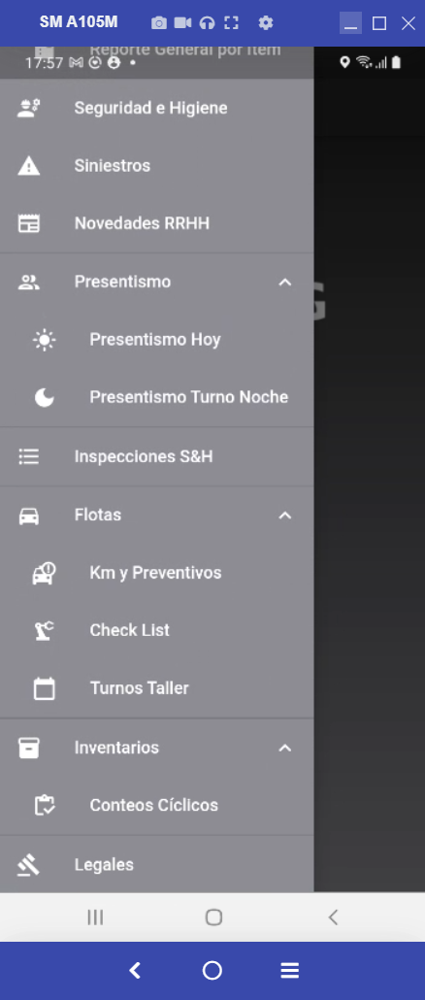 SM A105M
Reporte General por Item
17:57
Seguridad e Higiene
Siniestros
Novedades RRHH
Presentismo
G
Presentismo Hoy
Presentismo Turno Noche
Inspecciones S&H
Flotas
Km y Preventivos
Check List
Turnos Taller
Inventarios
Conteos Cíclicos
Legales